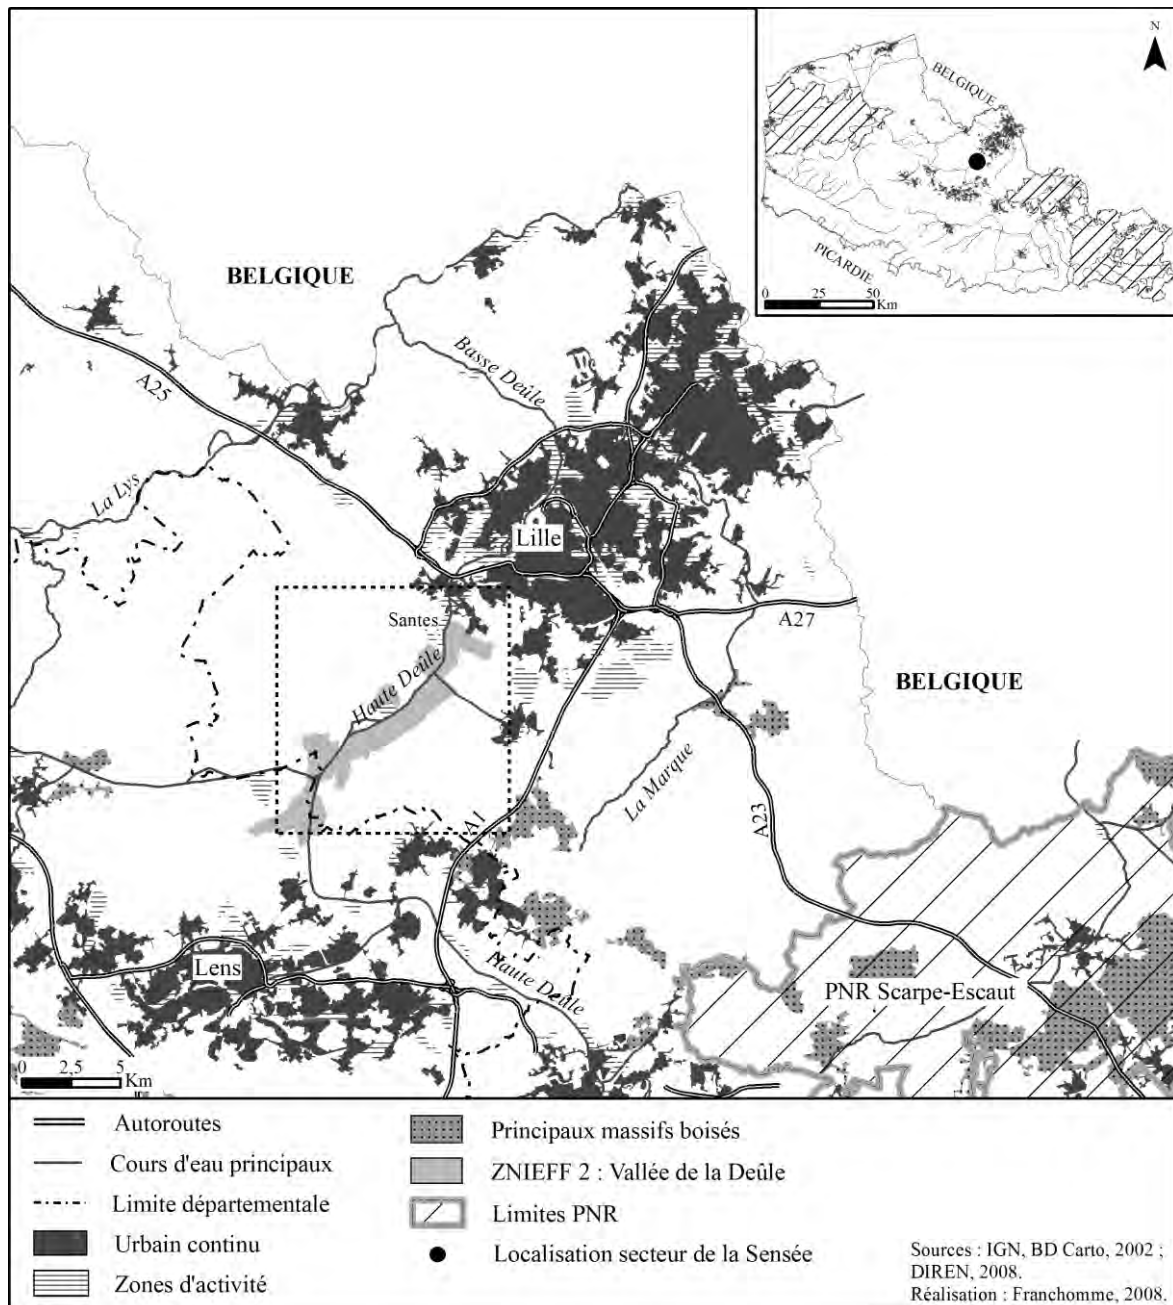 N
BELGIQUE
PICARDIE
0 25 50
Km
BELGIQUE
Basse Deûle
A25
La Lys
Lille
Santes
A27
Haute Deûle
BELGIQUE
La Marque
A1
A23
Lens
Haute Deûle
PNR Scarpe-Escaut
0 2,5 5
Km
Autoroutes
Cours d'eau principaux
Limite départementale
Urbain continu
Zones d'activité
Principaux massifs boisés
ZNIEFF 2 : Vallée de la Deûle
Limites PNR
Localisation secteur de la Sensée
Sources : IGN, BD Carto, 2002 ;
DIREN, 2008.
Réalisation : Franchomme, 2008.